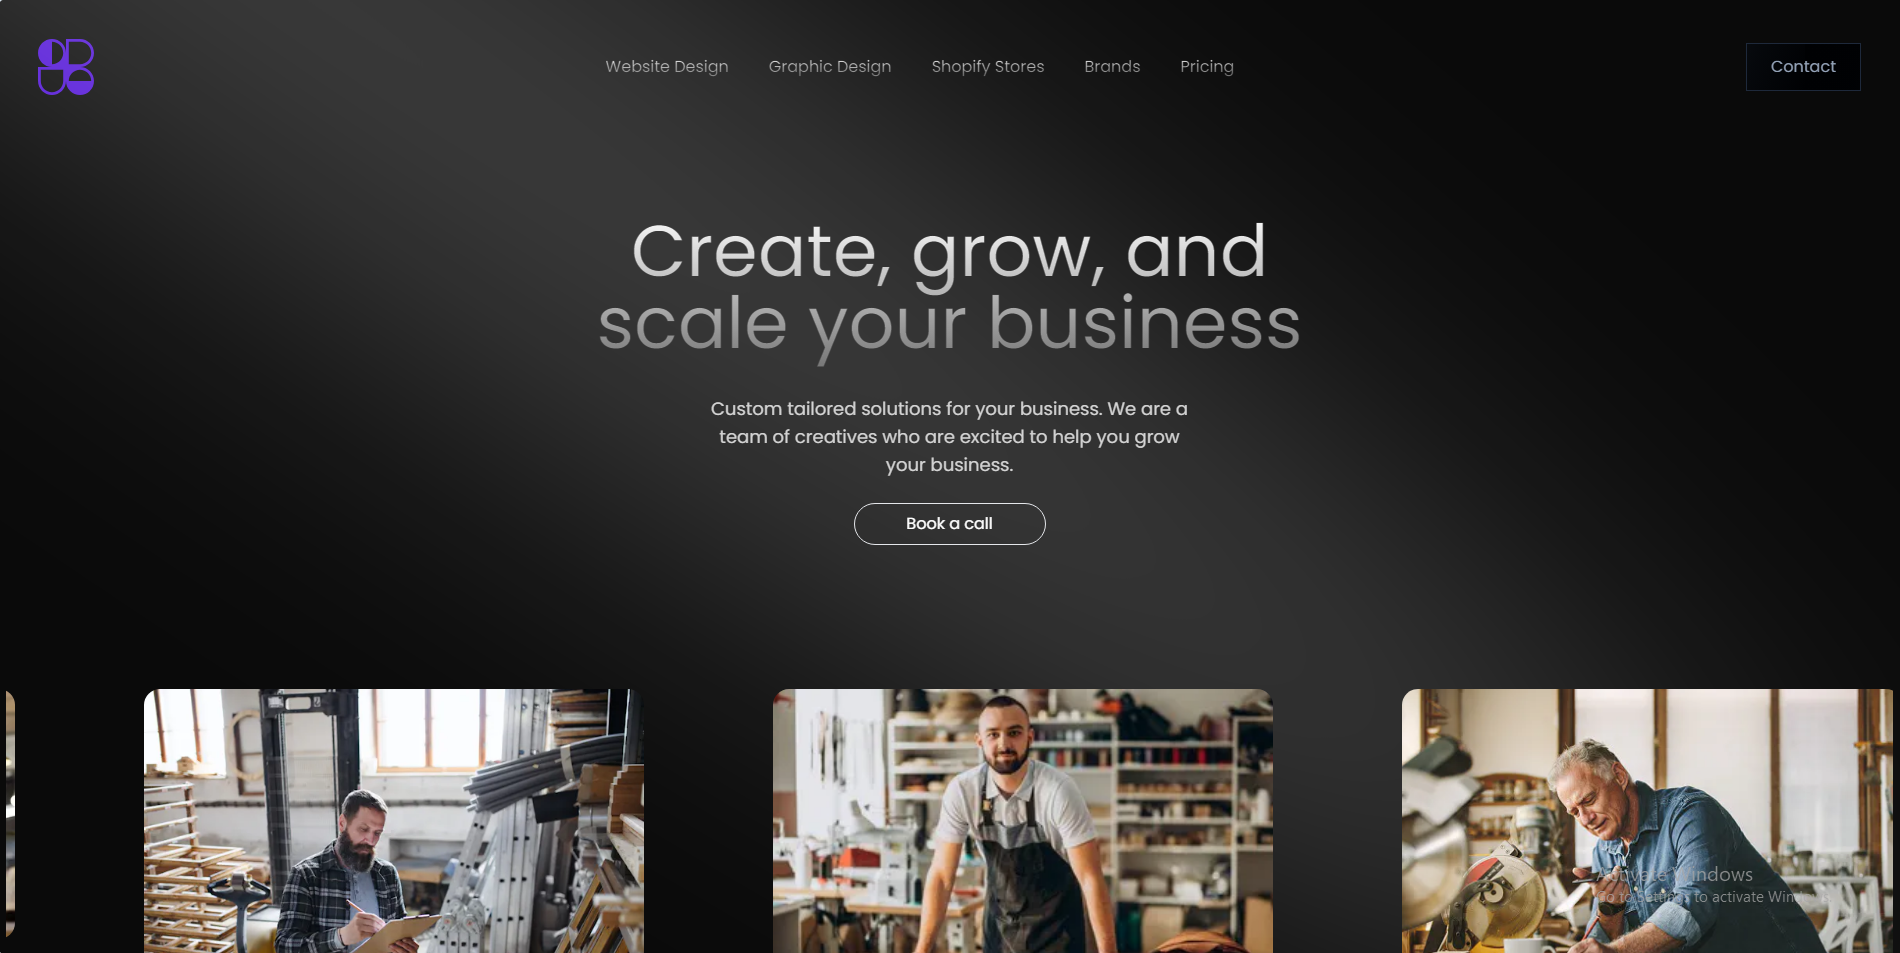 Website Design
Graphic Design
Shopify Stores
Brands
Pricing
Contact
Create, grow, and
scale your business
Custom tailored solutions for your business. We are a
team of creatives who are excited to help you grow
your business.
Book a call
Activate Windows
Go to Settings to activate